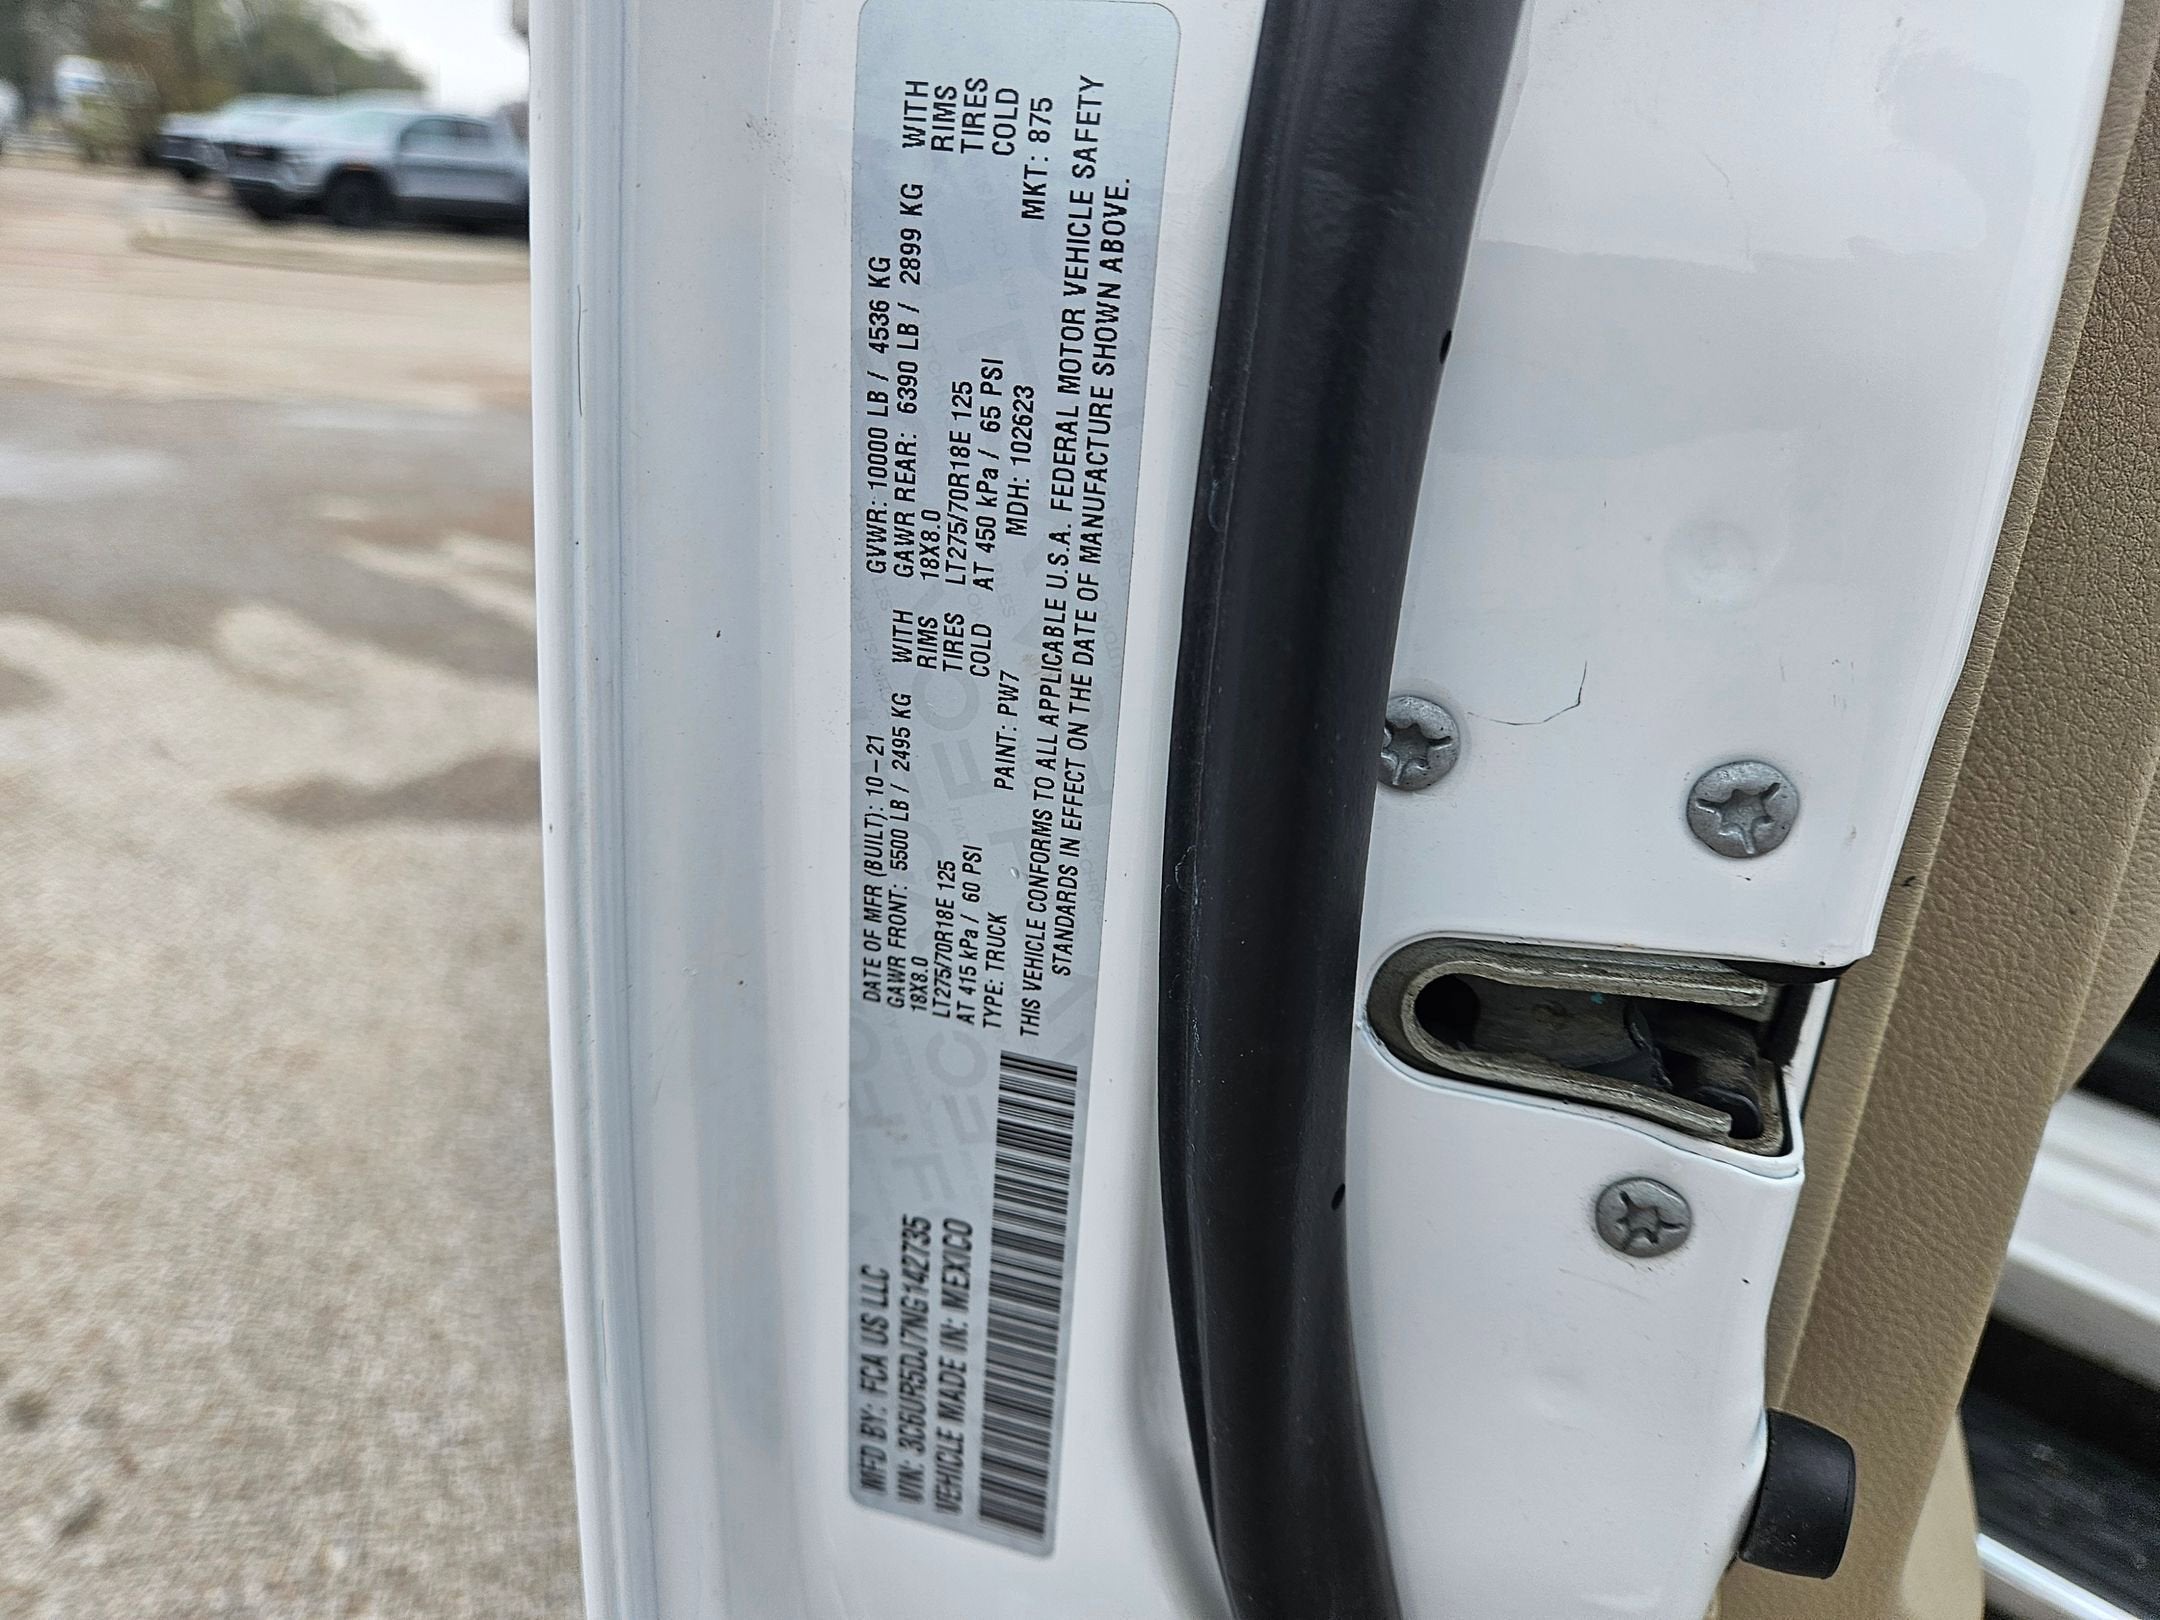 MFD BY: FCA US LLC
VIN: 3C6UR5DJ7NG142735
VEHICLE MADE IN: MEXICO
DATE OF MFR (BUILT): 10-21 GVWR: 10000 LB / 4536 KG
GAWR FRONT: 5500 LB / 2495 KG WITH GAWR REAR: 6390 LB / 2899 KG WITH
18X8.0 RIMS 18X8.0 RIMS
LT275/70R18E 125 TIRES LT275/70R18E 125 TIRES
AT 415 kPa / 60 PSI COLD AT 450 kPa / 65 PSI COLD
TYPE: TRUCK PAINT: PW7 MDH: 102623 MKT: 875
THIS VEHICLE CONFORMS TO ALL APPLICABLE U.S.A. FEDERAL MOTOR VEHICLE SAFETY
STANDARDS IN EFFECT ON THE DATE OF MANUFACTURE SHOWN ABOVE.